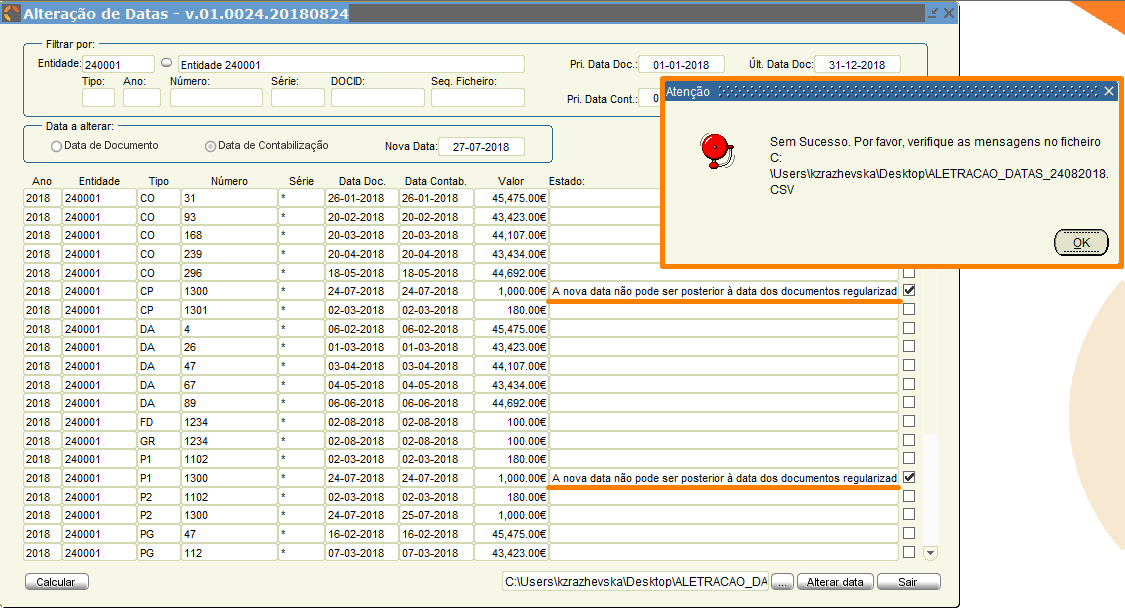 Alteração de Datas - v.01.0024.20180824
Filtrar por:
Entidade: 240001 Entidade 240001 Pri. Data Doc.: 01-01-2018 Últ. Data Doc: 31-12-2018
Tipo: Ano: Número: Série: DOCID: Seq. Ficheiro:
Pri. Data Cont.: 0
Atenção
Sem Sucesso. Por favor, verifique as mensagens no ficheiro
C:
\Users\kzrazhevska\Desktop\ALETRACAO_DATAS_24082018.
CSV
OK
Data a alterar:
Data de Documento Data de Contabilização Nova Data: 27-07-2018
Ano Entidade Tipo Número Série Data Doc. Data Contab. Valor Estado:
2018 240001 CO 31 * 26-01-2018 26-01-2018 45,475.00€
2018 240001 CO 93 * 20-02-2018 20-02-2018 43,423.00€
2018 240001 CO 168 * 20-03-2018 20-03-2018 44,107.00€
2018 240001 CO 239 * 20-04-2018 20-04-2018 43,434.00€
2018 240001 CO 296 * 18-05-2018 18-05-2018 44,692.00€
2018 240001 CP 1300 * 24-07-2018 24-07-2018 1,000.00€ A nova data não pode ser posterior à data dos documentos regularizad
2018 240001 CP 1301 * 02-03-2018 02-03-2018 180.00€
2018 240001 DA 4 * 06-02-2018 06-02-2018 45,475.00€
2018 240001 DA 26 * 01-03-2018 01-03-2018 43,423.00€
2018 240001 DA 47 * 03-04-2018 03-04-2018 44,107.00€
2018 240001 DA 67 * 04-05-2018 04-05-2018 43,434.00€
2018 240001 DA 89 * 06-06-2018 06-06-2018 44,692.00€
2018 240001 FD 1234 * 02-08-2018 02-08-2018 100.00€
2018 240001 GR 1234 * 02-08-2018 02-08-2018 100.00€
2018 240001 P1 1102 * 02-03-2018 02-03-2018 180.00€
2018 240001 P1 1300 * 24-07-2018 24-07-2018 1,000.00€ A nova data não pode ser posterior à data dos documentos regularizad
2018 240001 P2 1102 * 02-03-2018 02-03-2018 180.00€
2018 240001 P2 1300 * 24-07-2018 25-07-2018 1,000.00€
2018 240001 PG 47 * 16-02-2018 16-02-2018 45,475.00€
2018 240001 PG 112 * 07-03-2018 07-03-2018 43,423.00€
Calcular C:\Users\kzrazhevska\Desktop\ALETRACAO_DA ... Alterar data Sair